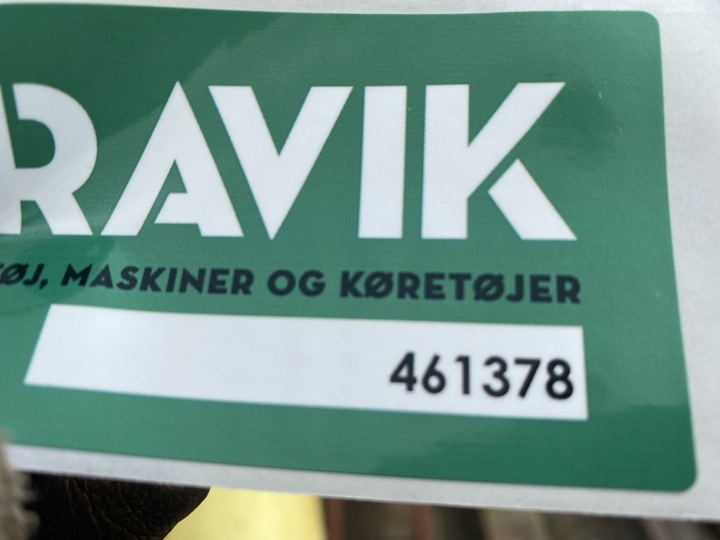 RAVIK
ØJ, MASKINER OG KØRETØJER
461378